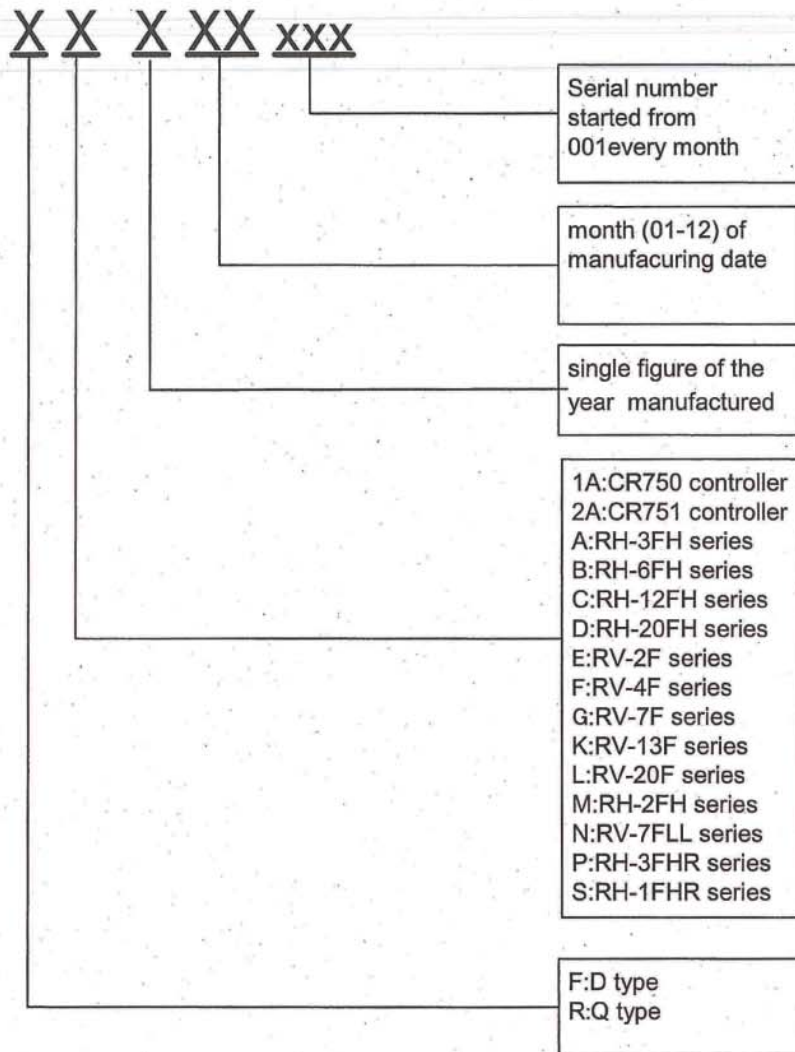 X X X XX XXX
Serial number
started from
001every month
month (01-12) of
manufacuring date
single figure of the
year manufactured
1A:CR750 controller
2A:CR751 controller
A:RH-3FH series
B:RH-6FH series
C:RH-12FH series
D:RH-20FH series
E:RV-2F series
F:RV-4F series
G:RV-7F series
K:RV-13F series
L:RV-20F series
M:RH-2FH series
N:RV-7FLL series
P:RH-3FHR series
S:RH-1FHR series
F:D type
R:Q type